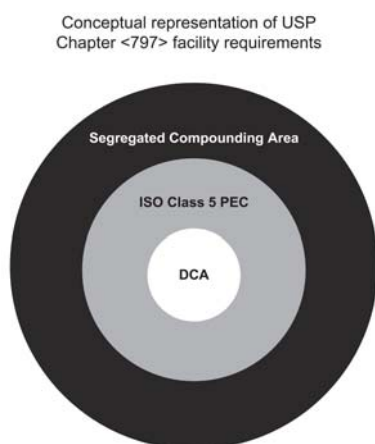 Conceptual representation of USP
Chapter <797> facility requirements
Segregated Compounding Area
ISO Class 5 PEC
DCA